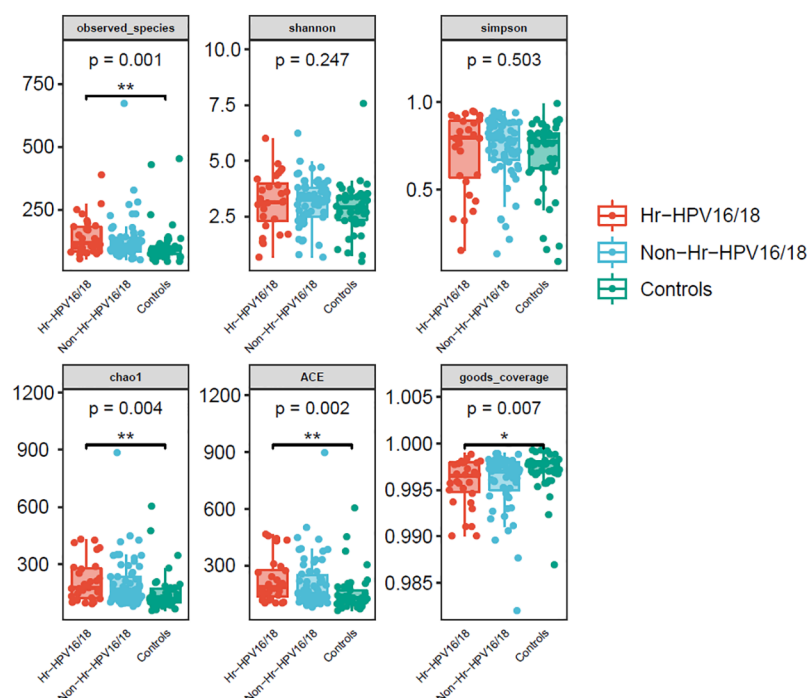 observed_species
shannon
simpson
p = 0.001
p = 0.247
p = 0.503
**
750
500
250
10.0
7.5
5.0
2.5
1.0
0.5
Hr-HPV16/18
Non-Hr-HPV16/18
Controls
Hr-HPV16/18
Non-Hr-HPV16/18
Controls
Hr-HPV16/18
Non-Hr-HPV16/18
Controls
Hr-HPV16/18
Non-Hr-HPV16/18
Controls
chao1
ACE
goods_coverage
p = 0.004
p = 0.002
p = 0.007
**
**
*
1200
900
600
300
1200
900
600
300
1.005
1.000
0.995
0.990
0.985
Hr-HPV16/18
Non-Hr-HPV16/18
Controls
Hr-HPV16/18
Non-Hr-HPV16/18
Controls
Hr-HPV16/18
Non-Hr-HPV16/18
Controls